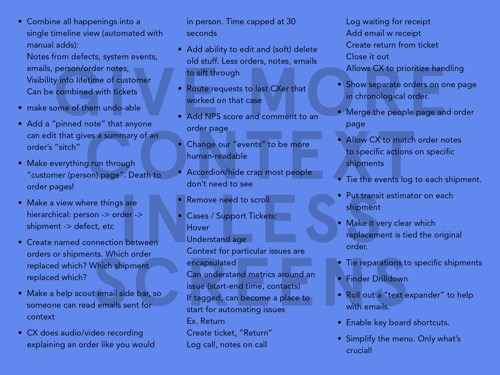 GIVE MORE
CONTEXT
IN LESS
SCREENS
• Combine all happenings into a
single timeline view (automated with
manual adds):
Notes from defects, system events,
emails, person/order notes,
Visibility into lifetime of customer
Can be combined with tickets
• make some of them undo-able
• Add a "pinned note" that anyone
can edit that gives a summary of an
order's "sitch"
• Make everything run through
"customer (person) page". Death to
order pages!
• Make a view where things are
hierarchical: person -> order ->
shipment -> defect, etc
• Create named connection between
orders or shipments. Which order
replaced which? Which shipment
replaced which?
• Make a help scout email side bar, so
someone can read emails sent for
context
• CX does audio/video recording
explaining an order like you would
in person. Time capped at 30
seconds
• Add ability to edit and (soft) delete
old stuff. Less orders, notes, emails
to sift through
• Route requests to last CXer that
worked on that case
• Add NPS score and comment to an
order page
• Change our "events" to be more
human-readable
• Accordion/hide crap most people
don't need to see
• Remove need to scroll
• Cases / Support Tickets:
Hover
Understand age
Context for particular issues are
encapsulated
Can understand metrics around an
issue (start-end time, contacts)
If tagged, can become a place to
start for automating issues
Ex. Return
Create ticket, "Return"
Log call, notes on call
Log waiting for receipt
Add email w receipt
Create return from ticket
Close it out
Allows CX to prioritize handling
• Show separate orders on one page
in chronological order.
• Merge the people page and order
page
• Allow CX to match order notes
to specific actions on specific
shipments
• Tie the events log to each shipment.
• Put transit estimator on each
shipment
• Make it very clear which
replacement is tied the original
order.
• Tie reparations to specific shipments
• Finder Drilldown
• Roll out a "text expander" to help
with emails.
• Enable key board shortcuts.
• Simplify the menu. Only what's
crucial!